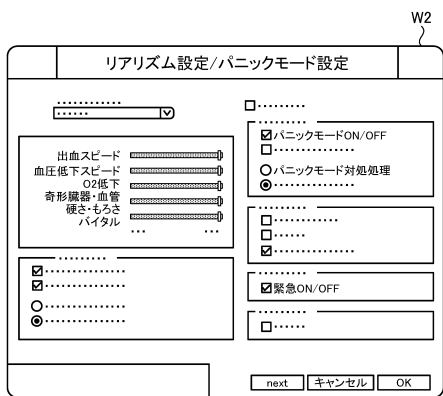 W2
リアリズム設定/パニックモード設定
出血スピード
血圧低下スピード
O2低下
奇形臓器・血管
硬さ・もろさ
バイタル
パニックモードON/OFF
パニックモード対処処理
緊急ON/OFF
next キャンセル OK